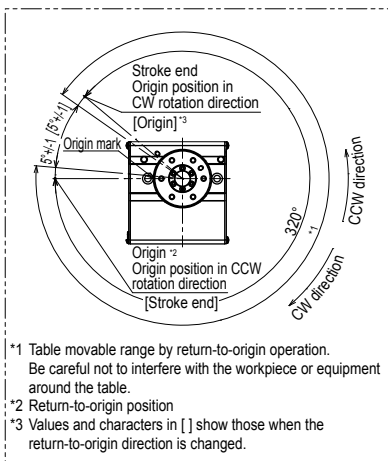 Stroke end
Origin position in
CW rotation direction
[Origin] *3
5°+/-1 [5°+/-1]
Origin mark
320°
*1
CCW direction
CW direction
Origin *2
Origin position in CCW
rotation direction
[Stroke end]
*1 Table movable range by return-to-origin operation.
Be careful not to interfere with the workpiece or equipment
around the table.
*2 Return-to-origin position
*3 Values and characters in [ ] show those when the
return-to-origin direction is changed.